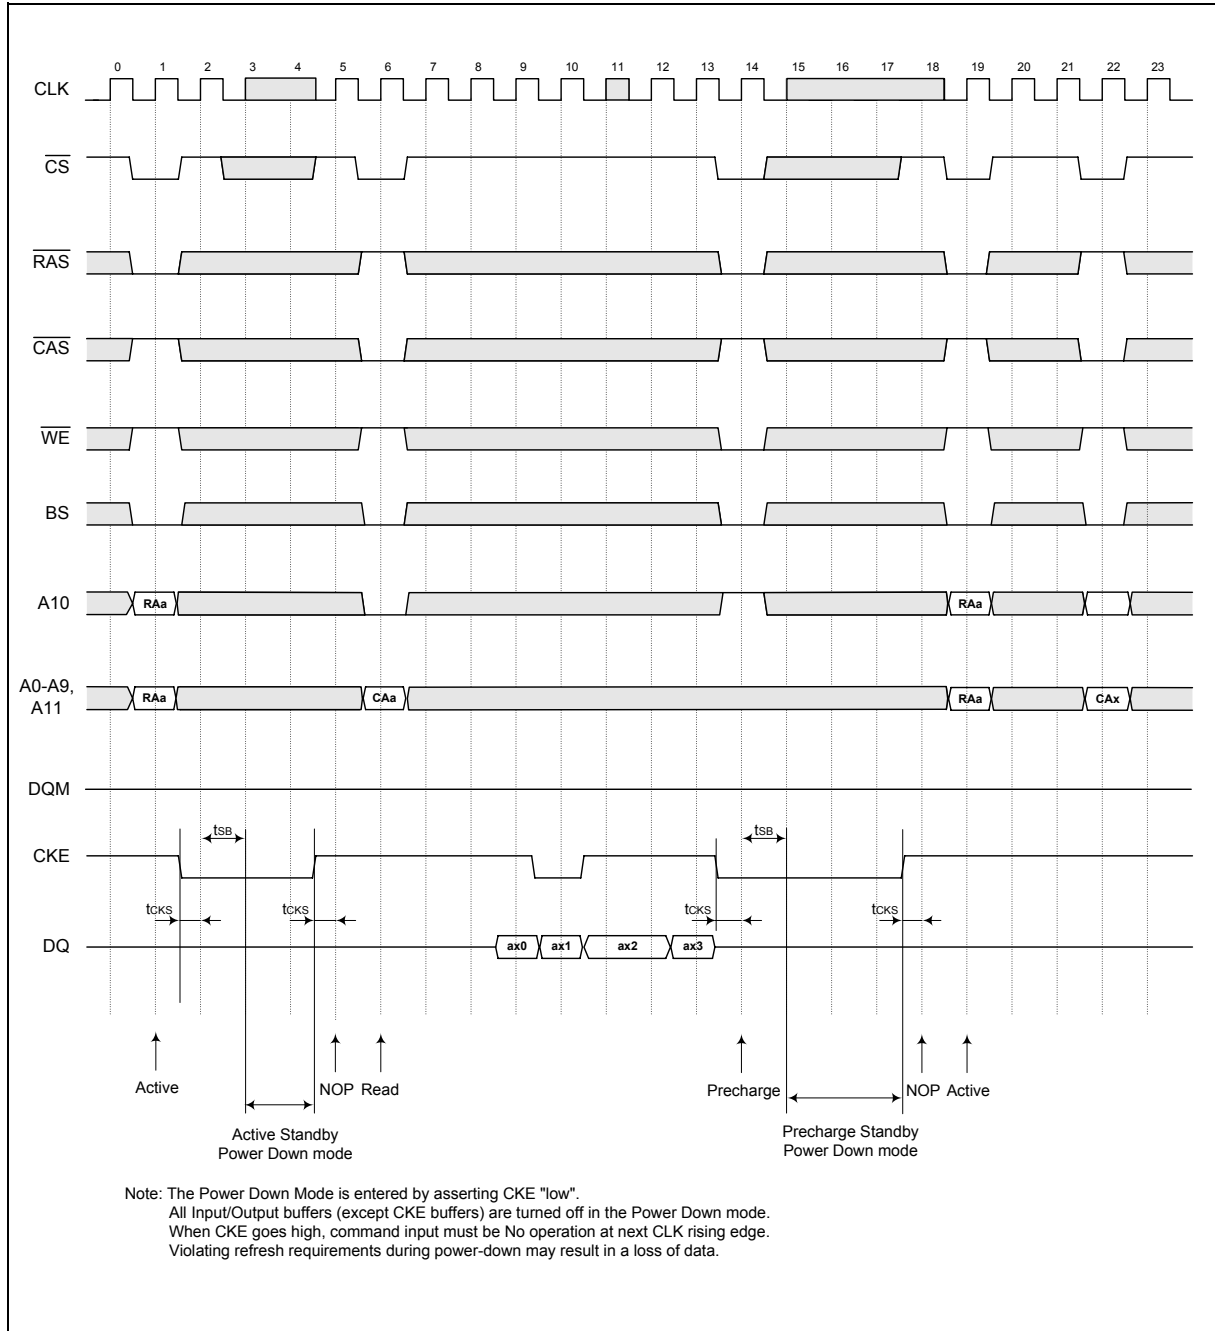 0 1 2 3 4 5 6 7 8 9 10 11 12 13 14 15 16 17 18 19 20 21 22 23
CLK
CS
RAS
CAS
WE
BS
A10 RAa RAa
A0-A9,
A11 RAa CAa RAa CAx
DQM
tSB tSB
CKE
tCKS tCKS tCKS tCKS
DQ ax0 ax1 ax2 ax3
Active NOP Read Precharge NOP Active
Active Standby
Power Down mode
Precharge Standby
Power Down mode
Note: The Power Down Mode is entered by asserting CKE "low".
All Input/Output buffers (except CKE buffers) are turned off in the Power Down mode.
When CKE goes high, command input must be No operation at next CLK rising edge.
Violating refresh requirements during power-down may result in a loss of data.